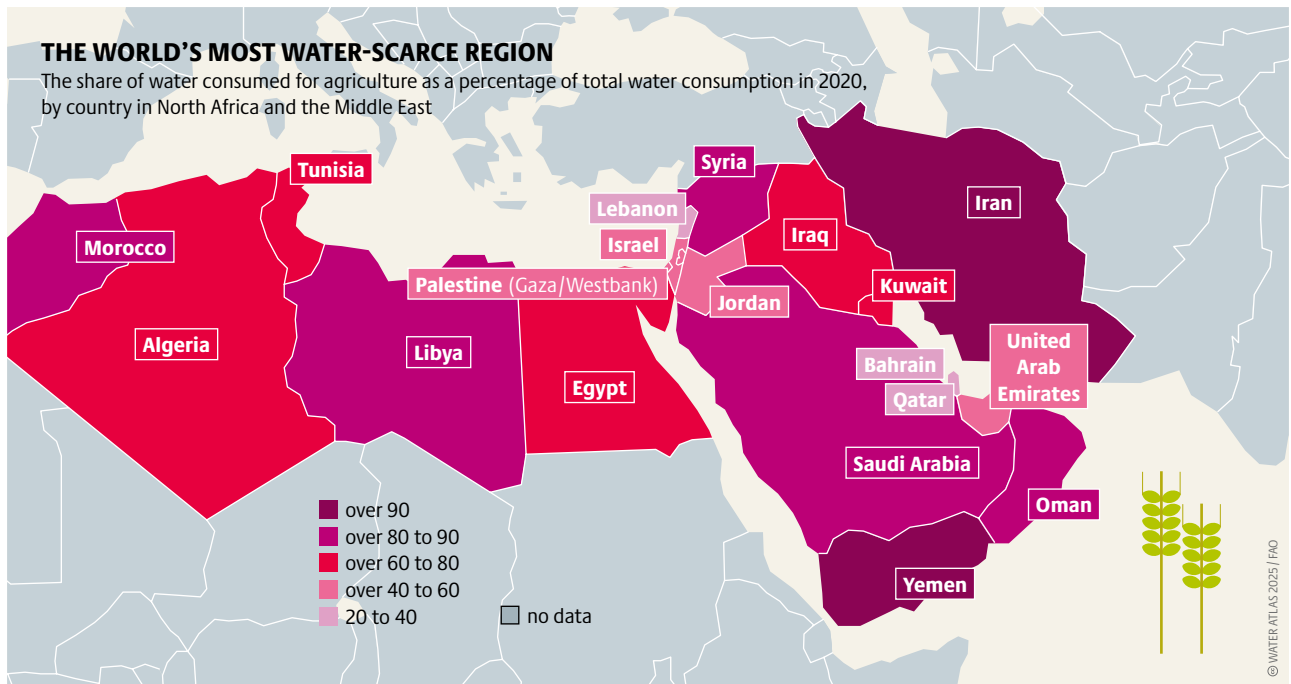 THE WORLD'S MOST WATER-SCARCE REGION
The share of water consumed for agriculture as a percentage of total water consumption in 2020,
by country in North Africa and the Middle East
Tunisia
Syria
Lebanon
Iran
Morocco
Israel
Iraq
Palestine (Gaza/Westbank)
Kuwait
Jordan
Algeria
Libya
Egypt
Bahrain
Qatar
United
Arab
Emirates
Saudi Arabia
Oman
Yemen
over 90
over 80 to 90
over 60 to 80
over 40 to 60
20 to 40
no data
© WATER ATLAS 2025 / FAO